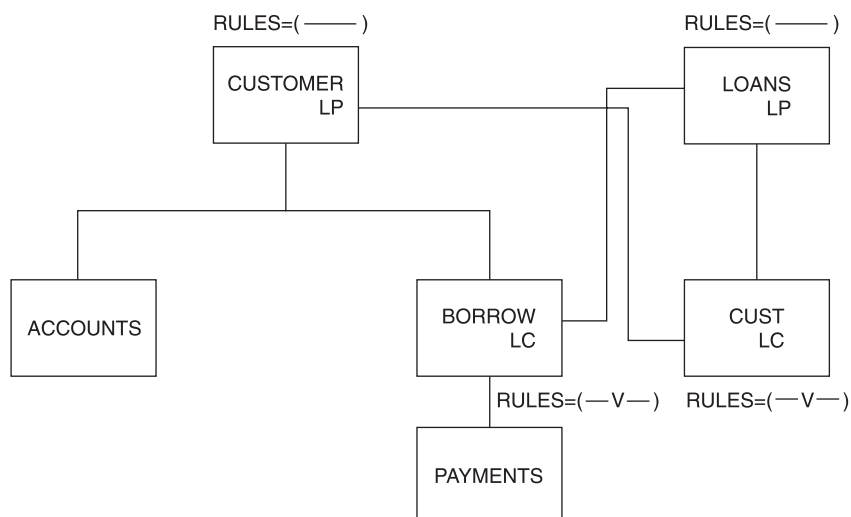 RULES=( ——— )
RULES=( ——— )
CUSTOMER
LP
LOANS
LP
ACCOUNTS
BORROW
LC
CUST
LC
RULES=( —V— )
RULES=( —V— )
PAYMENTS